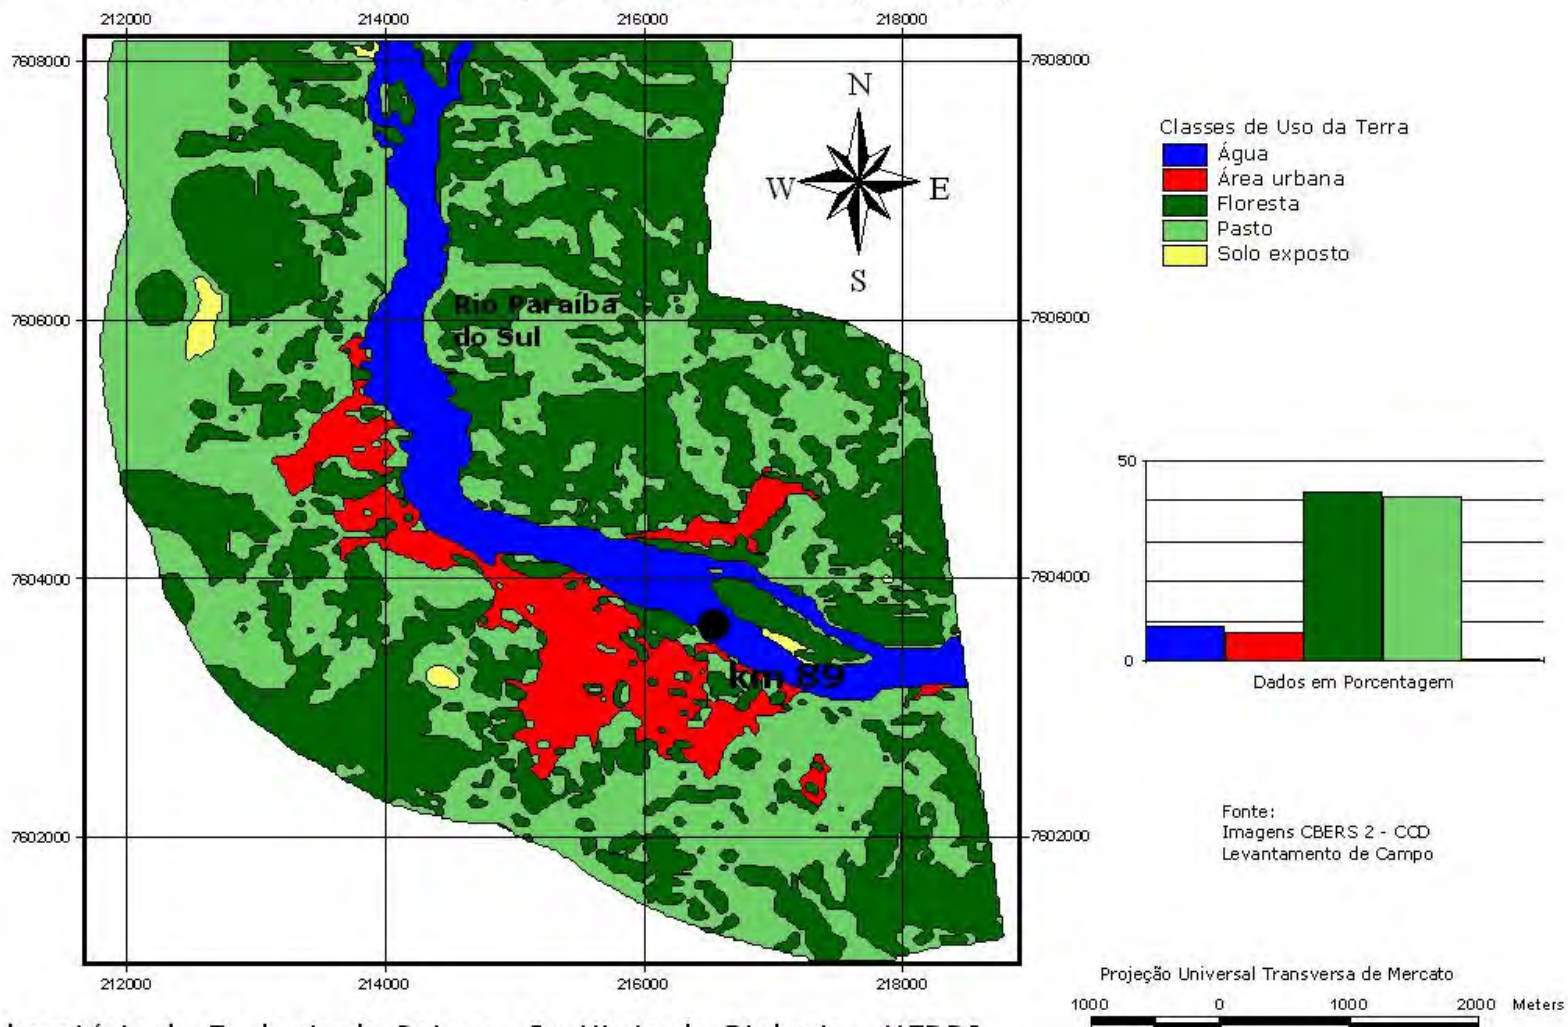 212000 214000 216000 218000
7608000 7608000
N
W E
S
Classes de Uso da Terra
Água
Área urbana
Floresta
Pasto
Solo exposto
Rio Paraiba
do Sul
7606000 7606000
50
0
Dados em Porcentagem
7604000 7604000
km 89
Fonte:
Imagens CBERS 2 - CCD
Levantamento de Campo
7602000 7602000
212000 214000 216000 218000
Projeção Universal Transversa de Mercato
1000 0 1000 2000 Meters